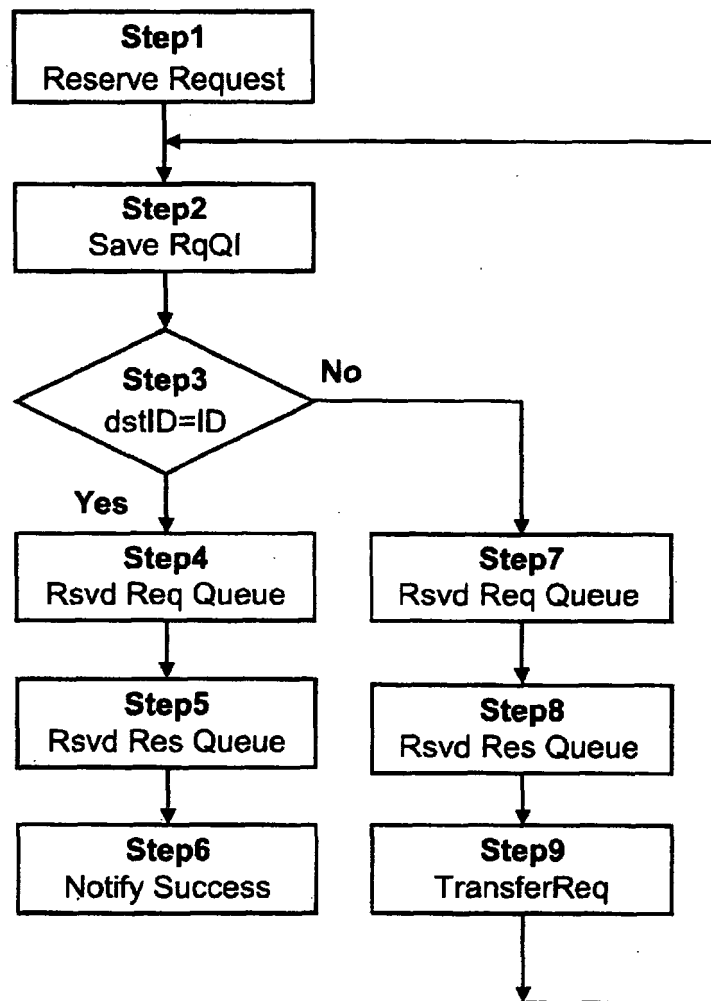 Step1
Reserve Request
Step2
Save RqQI
Step3
dstID=ID
No
Yes
Step4
Rsvd Req Queue
Step5
Rsvd Res Queue
Step6
Notify Success
Step7
Rsvd Req Queue
Step8
Rsvd Res Queue
Step9
TransferReq